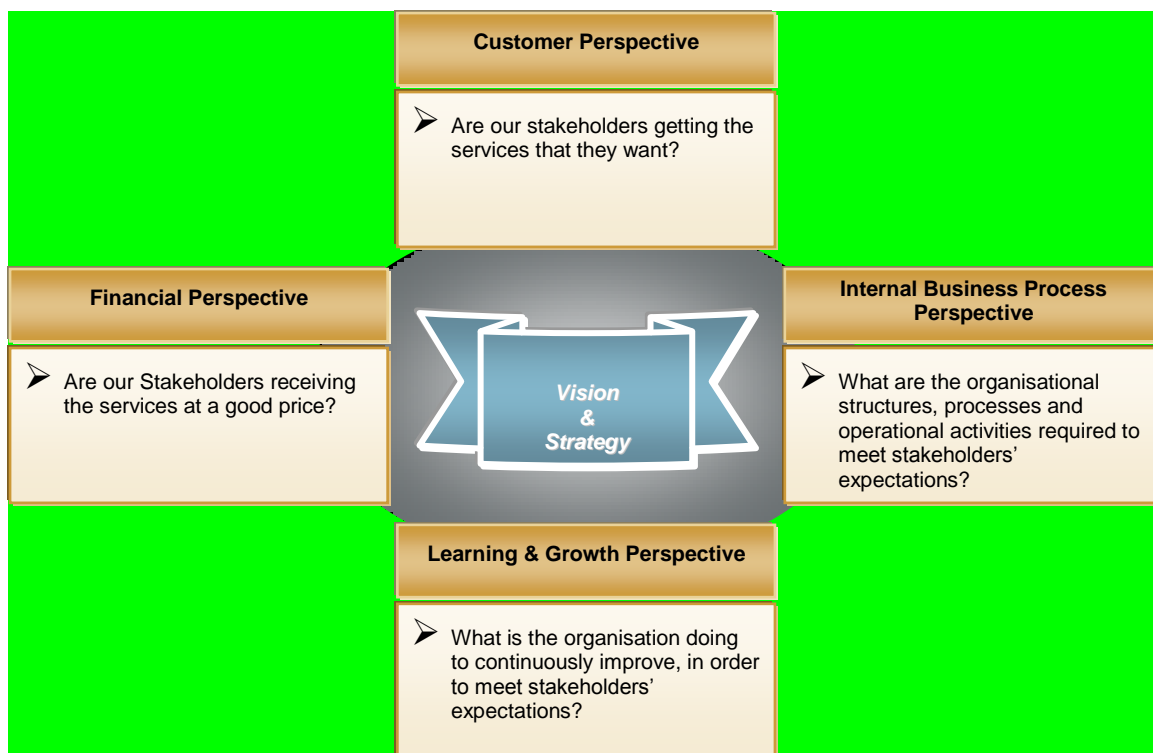 Customer Perspective
➢ Are our stakeholders getting the
services that they want?
Financial Perspective
➢ Are our Stakeholders receiving
the services at a good price?
Vision
&
Strategy
Internal Business Process
Perspective
➢ What are the organisational
structures, processes and
operational activities required to
meet stakeholders’
expectations?
Learning & Growth Perspective
➢ What is the organisation doing
to continuously improve, in order
to meet stakeholders’
expectations?